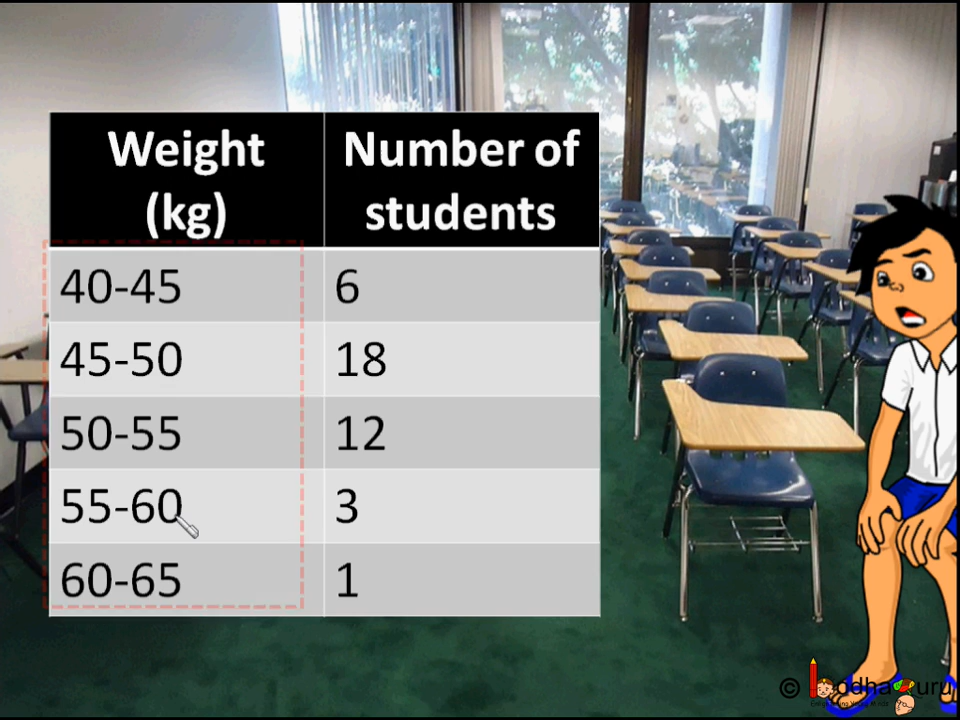 Weight
(kg)
Number of
students
40-45 6
45-50 18
50-55 12
55-60 3
60-65 1
©